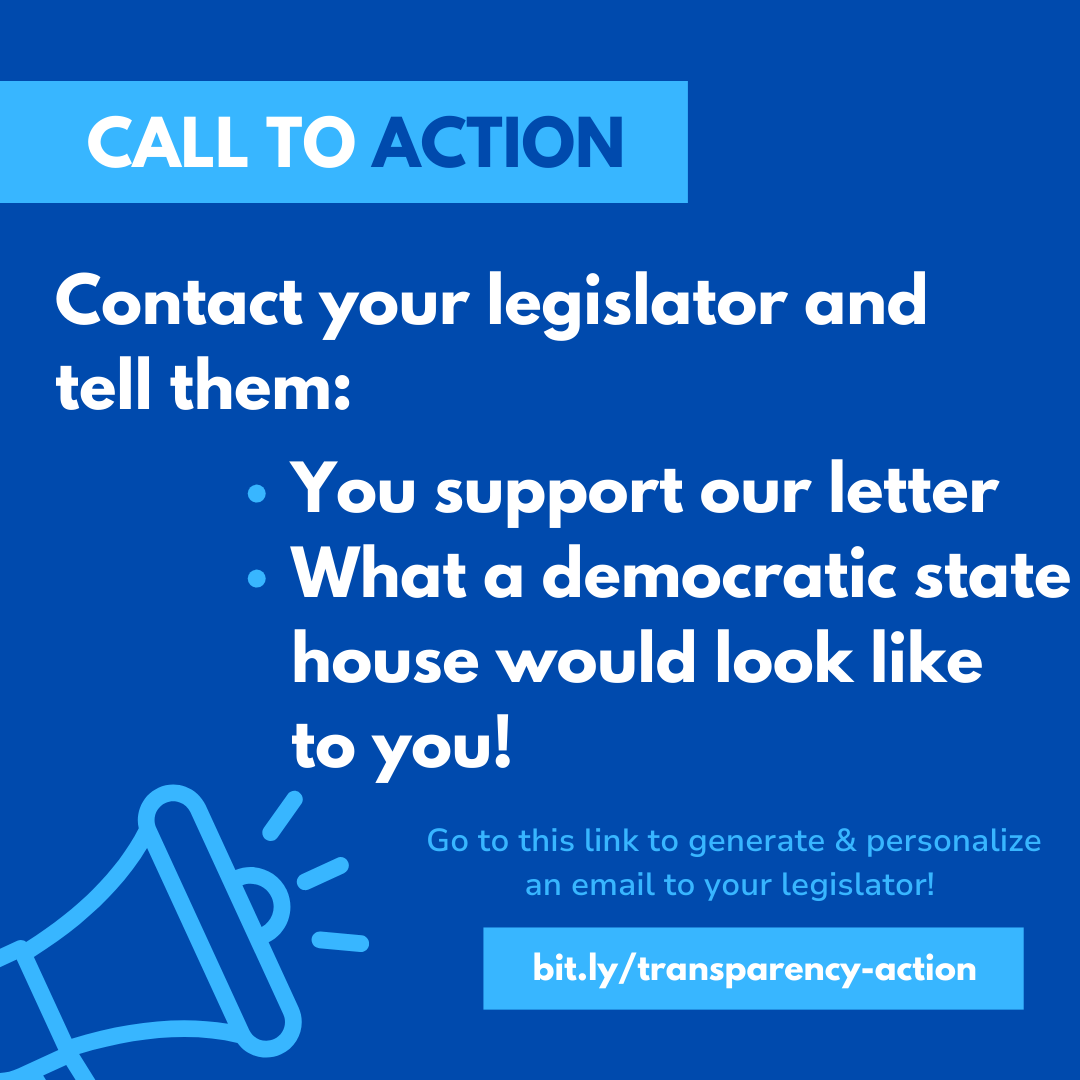 CALL TO ACTION
Contact your legislator and
tell them:
• You support our letter
• What a democratic state
house would look like
to you!
Go to this link to generate & personalize
an email to your legislator!
bit.ly/transparency-action